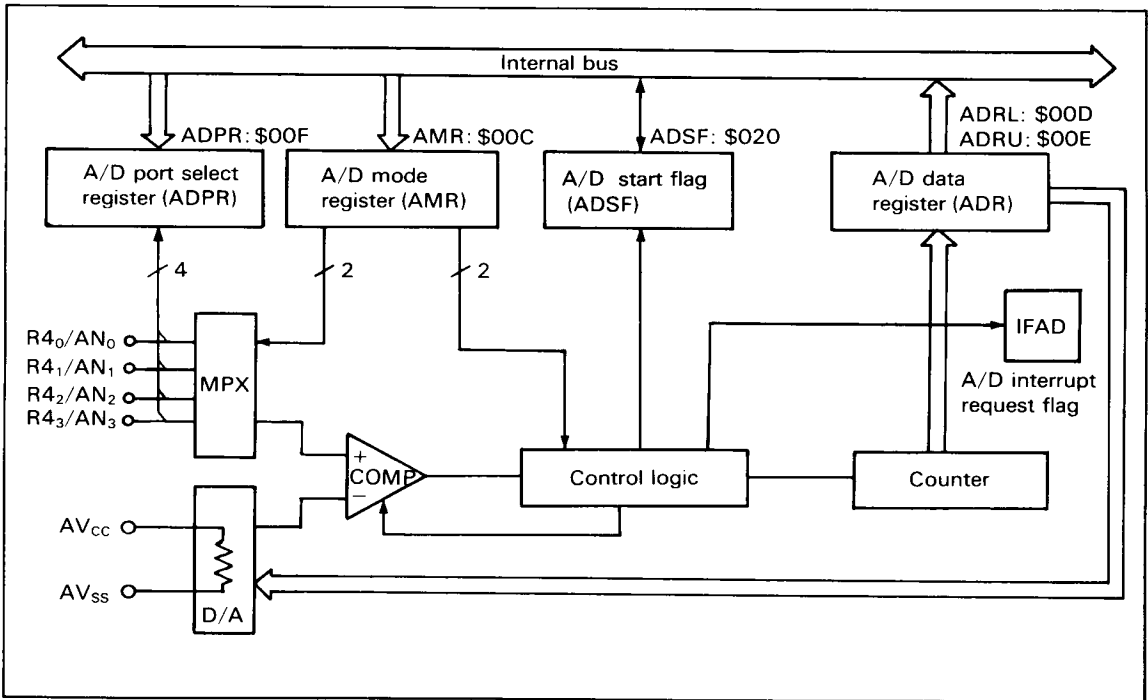 Internal bus
ADPR: $00F
AMR: $00C
ADSF: $020
ADRL: $00D
ADRU: $00E
A/D port select
register (ADPR)
A/D mode
register (AMR)
A/D start flag
(ADSF)
A/D data
register (ADR)
4
2
2
R4₀/AN₀
R4₁/AN₁
R4₂/AN₂
R4₃/AN₃
MPX
IFAD
A/D interrupt
request flag
+
COMP
−
Control logic
Counter
AVCC
AVSS
D/A